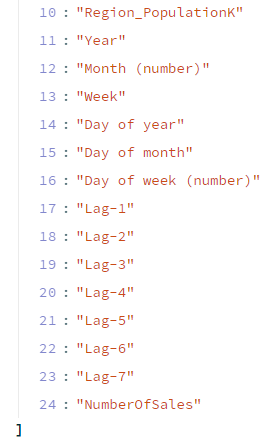 10 : "Region_PopulationK"
11 : "Year"
12 : "Month (number)"
13 : "Week"
14 : "Day of year"
15 : "Day of month"
16 : "Day of week (number)"
17 : "Lag-1"
18 : "Lag-2"
19 : "Lag-3"
20 : "Lag-4"
21 : "Lag-5"
22 : "Lag-6"
23 : "Lag-7"
24 : "NumberOfSales"
]